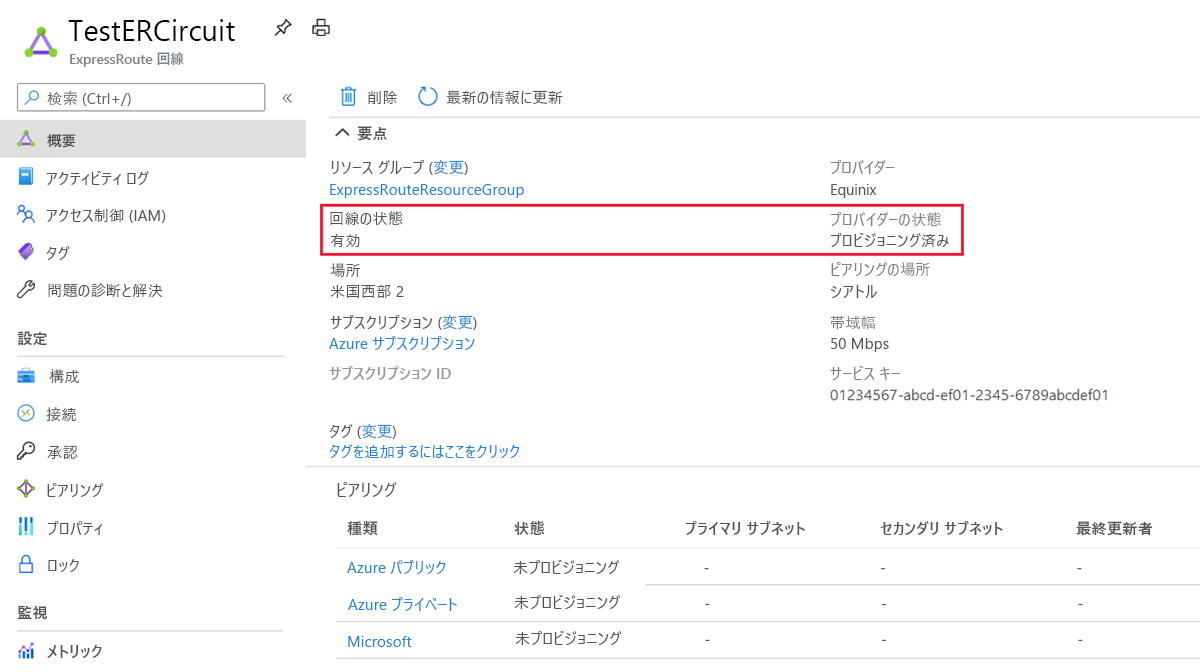 TestERCircuit
ExpressRoute 回線
検索 (Ctrl+/)
«
概要
アクティビティ ログ
アクセス制御 (IAM)
タグ
問題の診断と解決
設定
構成
接続
承認
ピアリング
プロパティ
ロック
監視
メトリック
削除
最新の情報に更新
要点
リソース グループ (変更)
ExpressRouteResourceGroup
プロバイダー
Equinix
回線の状態
有効
プロバイダーの状態
プロビジョニング済み
場所
米国西部 2
ピアリングの場所
シアトル
サブスクリプション (変更)
Azure サブスクリプション
帯域幅
50 Mbps
サブスクリプション ID
サービス キー
01234567-abcd-ef01-2345-6789abcdef01
タグ (変更)
タグを追加するにはここをクリック
ピアリング
種類 状態 プライマリ サブネット セカンダリ サブネット 最終更新者
Azure パブリック 未プロビジョニング - - -
Azure プライベート 未プロビジョニング - - -
Microsoft 未プロビジョニング - - -